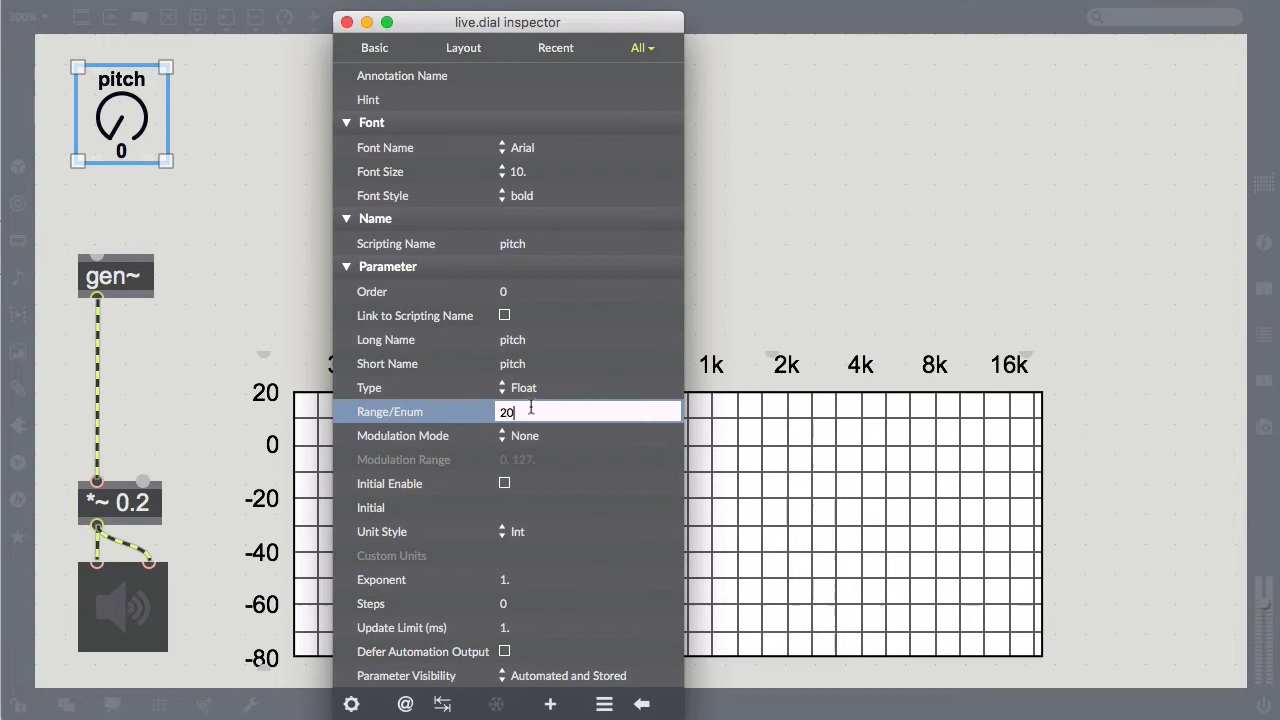 200%
live.dial inspector
Basic Layout Recent All
Annotation Name
Hint
Font
Font Name Arial
Font Size 10.
Font Style bold
Name
Scripting Name pitch
Parameter
Order 0
Link to Scripting Name
Long Name pitch
Short Name pitch
Type Float
Range/Enum 20
Modulation Mode None
Modulation Range 0. 127.
Initial Enable
Initial
Unit Style Int
Custom Units
Exponent 1.
Steps 0
Update Limit (ms) 1.
Defer Automation Output
Parameter Visibility Automated and Stored
pitch
0
gen~
*~ 0.2
1k 2k 4k 8k 16k
20
0
-20
-40
-60
-80